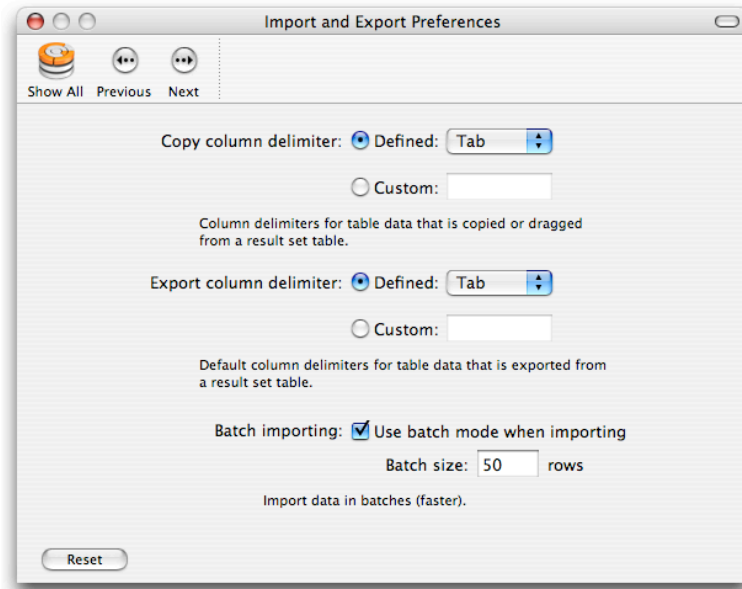 Import and Export Preferences
Show All Previous Next
Copy column delimiter: Defined: Tab
Custom:
Column delimiters for table data that is copied or dragged
from a result set table.
Export column delimiter: Defined: Tab
Custom:
Default column delimiters for table data that is exported from
a result set table.
Batch importing: Use batch mode when importing
Batch size: 50 rows
Import data in batches (faster).
Reset